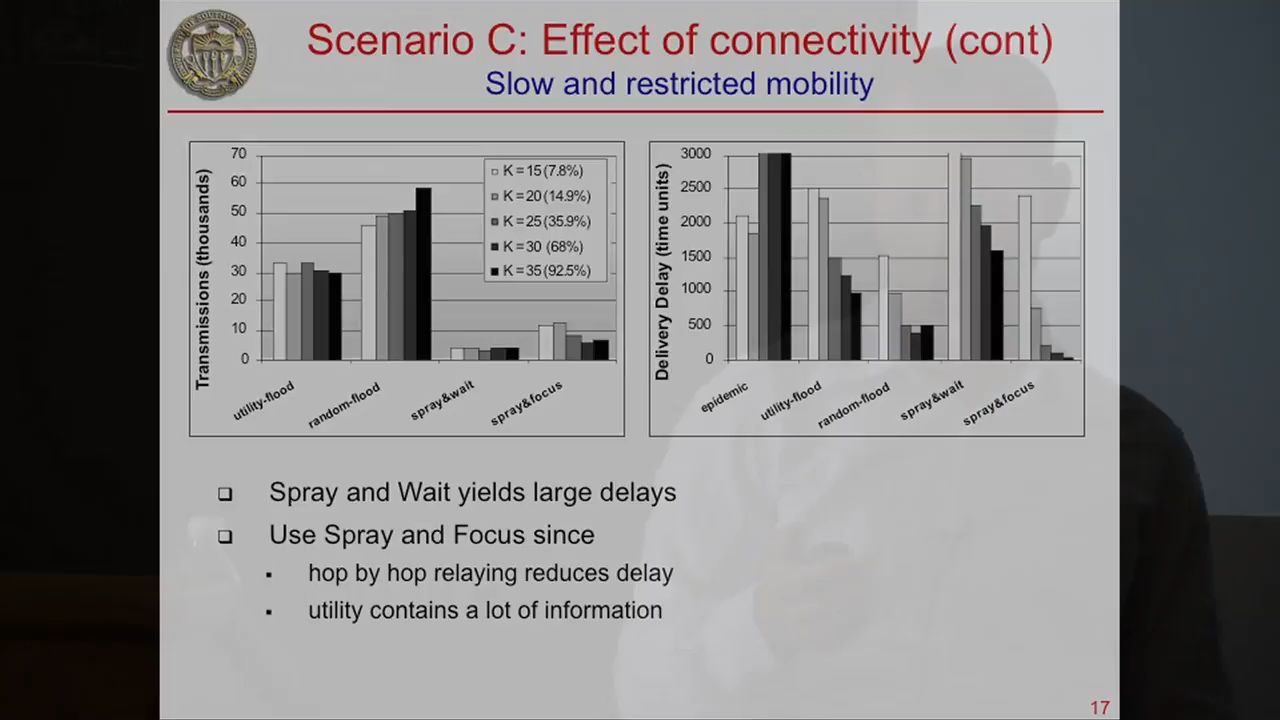 Scenario C: Effect of connectivity (cont)
Slow and restricted mobility
Transmissions (thousands)
70
60
50
40
30
20
10
0
K = 15 (7.8%)
K = 20 (14.9%)
K = 25 (35.9%)
K = 30 (68%)
K = 35 (92.5%)
utility-flood
random-flood
spray&wait
spray&focus
Delivery Delay (time units)
3000
2500
2000
1500
1000
500
0
epidemic
utility-flood
random-flood
spray&wait
spray&focus
Spray and Wait yields large delays
Use Spray and Focus since
hop by hop relaying reduces delay
utility contains a lot of information
17